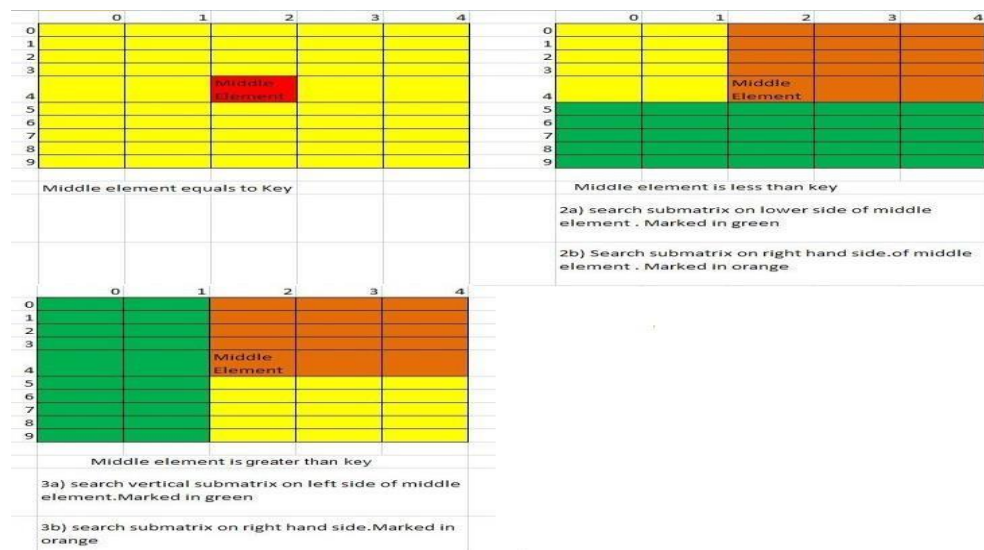 0 1 2 3 4
0
1
2
3
Middle
4 Element
5
6
7
8
9
Middle element equals to Key
0 1 2 3 4
0
1
2
3
Middle
4 Element
5
6
7
8
9
Middle element is less than key
2a) search submatrix on lower side of middle
element . Marked in green
2b) Search submatrix on right hand side.of middle
element . Marked in orange
0 1 2 3 4
0
1
2
3
Middle
4 Element
5
6
7
8
9
Middle element is greater than key
3a) search vertical submatrix on left side of middle
element.Marked in green
3b) search submatrix on right hand side.Marked in
orange